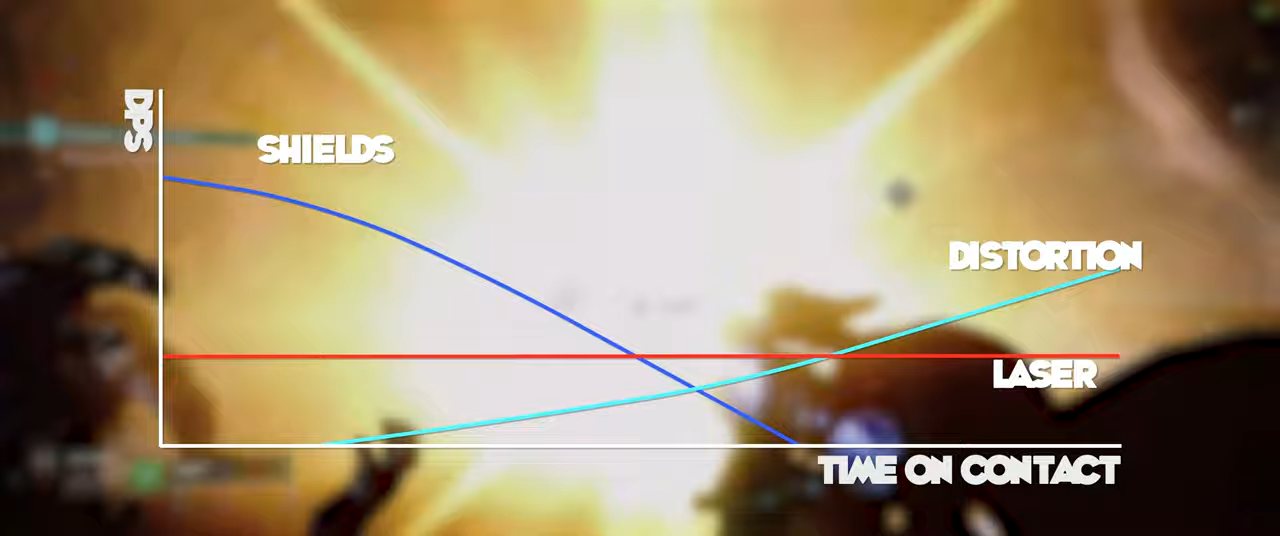 DPS
SHIELDS
DISTORTION
LASER
TIME ON CONTACT